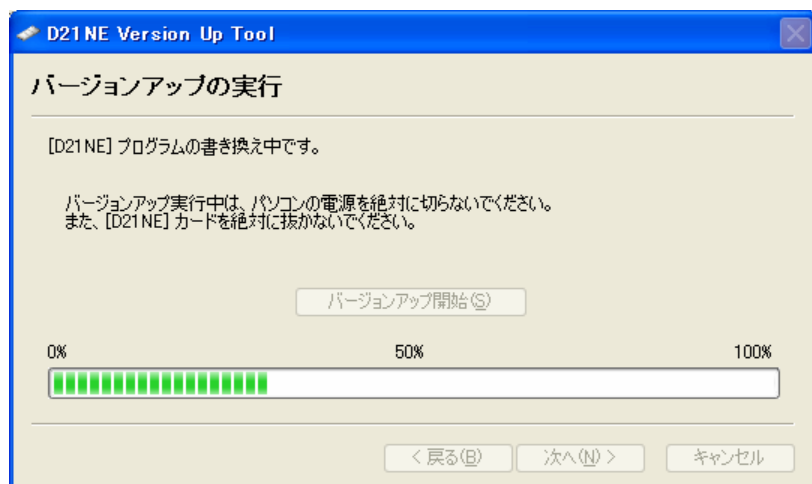 D21NE Version Up Tool
バージョンアップの実行
[D21NE] プログラムの書き換え中です。
バージョンアップ実行中は、パソコンの電源を絶対に切らないでください。
また、[D21NE] カードを絶対に抜かないでください。
バージョンアップ開始(S)
0% 50% 100%
< 戻る(B) 次へ(N) > キャンセル